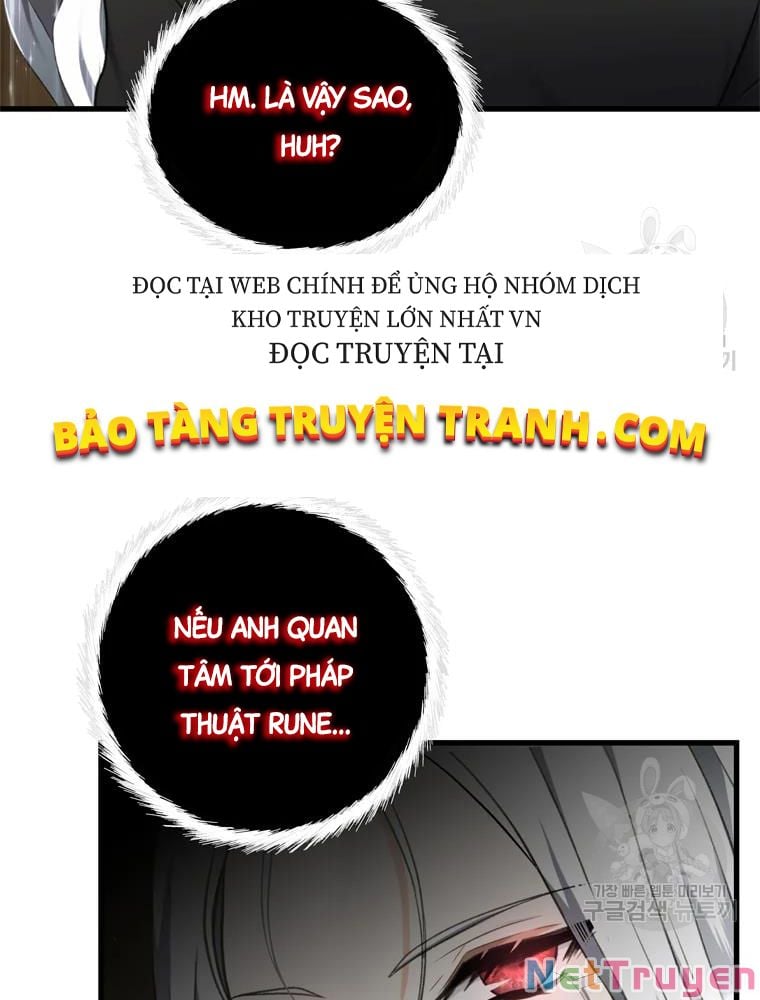 HM. LÀ VẬY SAO,
HUH?
ĐỌC TẠI WEB CHÍNH ĐỂ ỦNG HỘ NHÓM DỊCH
KHO TRUYỆN LỚN NHẤT VN
ĐỌC TRUYỆN TẠI
BẢO TÀNG TRUYỆN TRANH.COM
NẾU ANH QUAN
TÂM TỚI PHÁP
THUẬT RUNE...
가장 빠른 웹툰 미리보기
구글검색 뉴토끼
NetTruyen